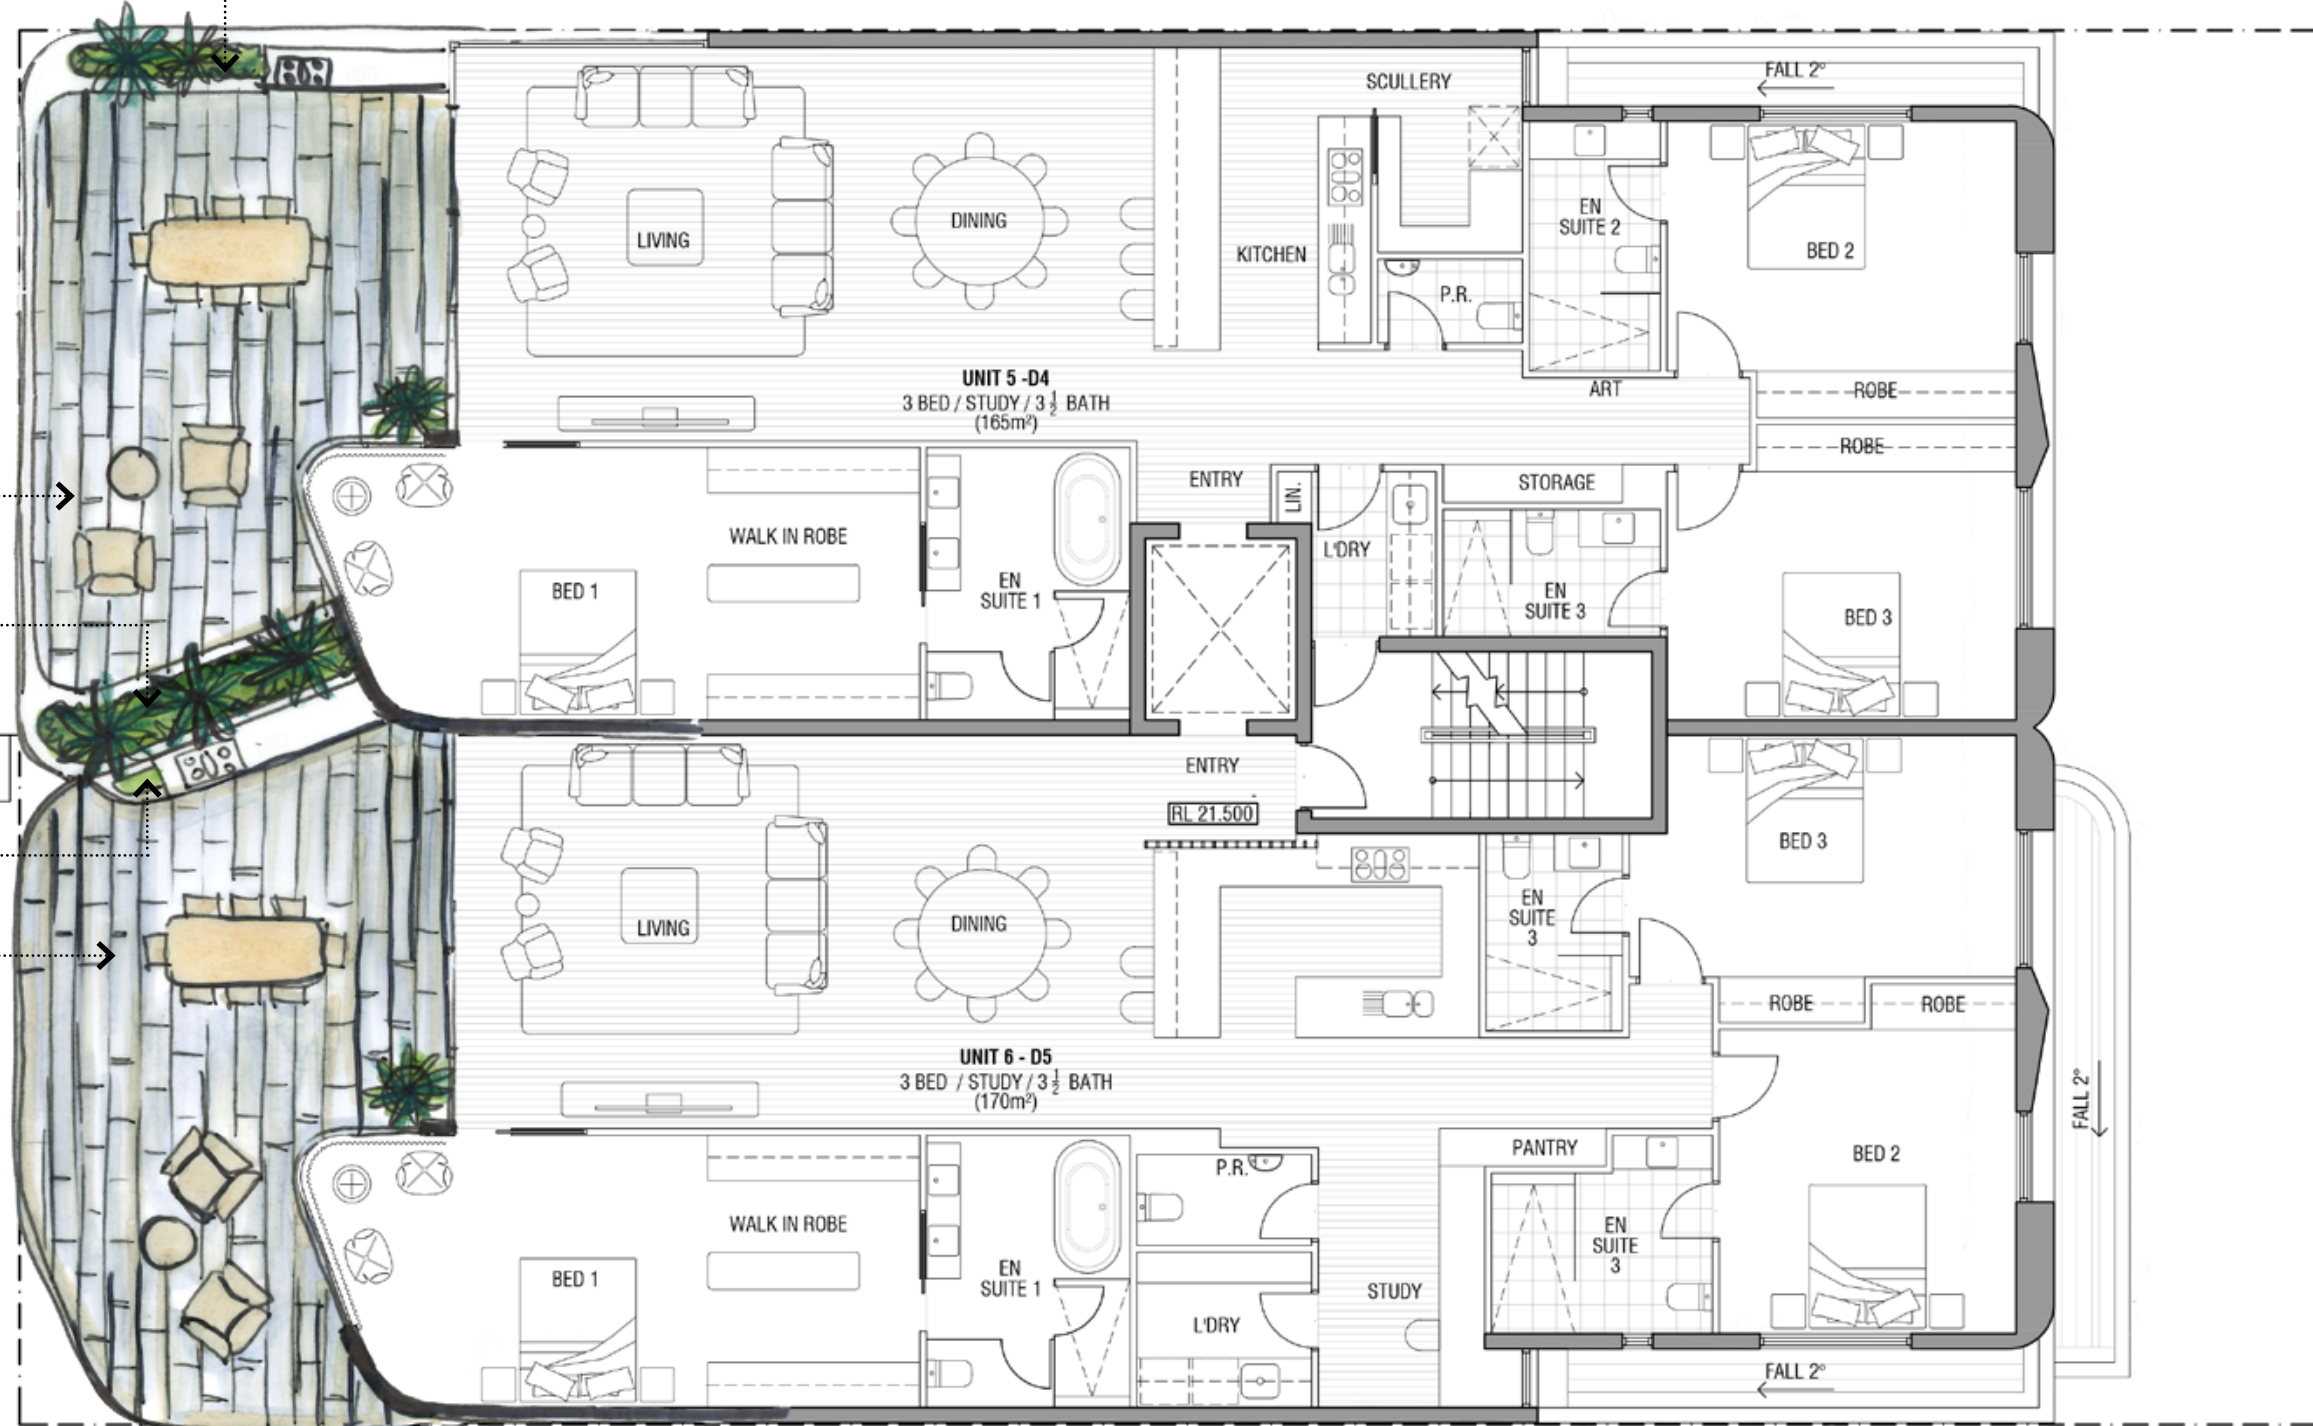 FALL 2°
SCULLERY
EN
SUITE 2
DINING
LIVING
KITCHEN
BED 2
P.R.
UNIT 5 -D4
3 BED / STUDY / 3 ½ BATH
(165m²)
ART
ROBE
ROBE
ENTRY
LIN.
STORAGE
WALK IN ROBE
L'DRY
BED 1
EN
SUITE 1
EN
SUITE 3
BED 3
ENTRY
RL 21.500
BED 3
LIVING
DINING
EN
SUITE
3
ROBE
ROBE
UNIT 6 - D5
3 BED / STUDY / 3 ½ BATH
(170m²)
FALL 2°
PANTRY
BED 2
P.R.
WALK IN ROBE
EN
SUITE
3
BED 1
EN
SUITE 1
STUDY
L'DRY
FALL 2°